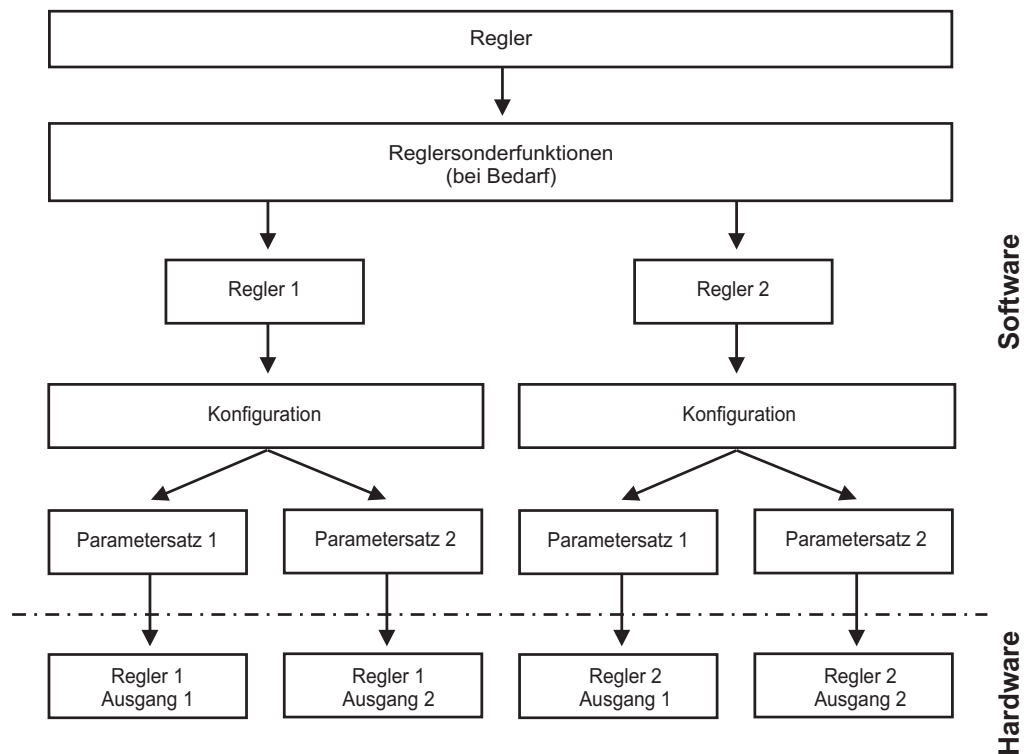 Regler
Reglersonderfunktionen
(bei Bedarf)
Regler 1
Regler 2
Software
Konfiguration
Konfiguration
Parametersatz 1
Parametersatz 2
Parametersatz 1
Parametersatz 2
Regler 1
Ausgang 1
Regler 1
Ausgang 2
Regler 2
Ausgang 1
Regler 2
Ausgang 2
Hardware